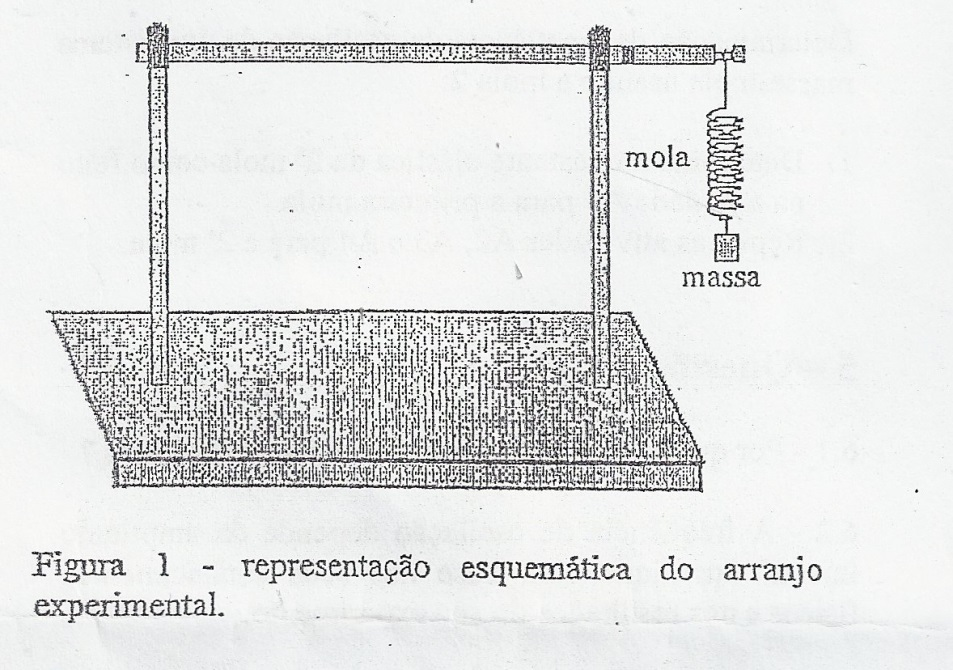 mola
massa
Figura 1 - representação esquemática do arranjo
experimental.